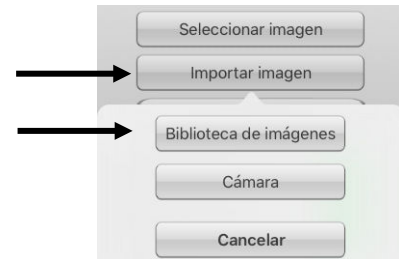 Seleccionar imagen
Importar imagen
Biblioteca de imágenes
Cámara
Cancelar